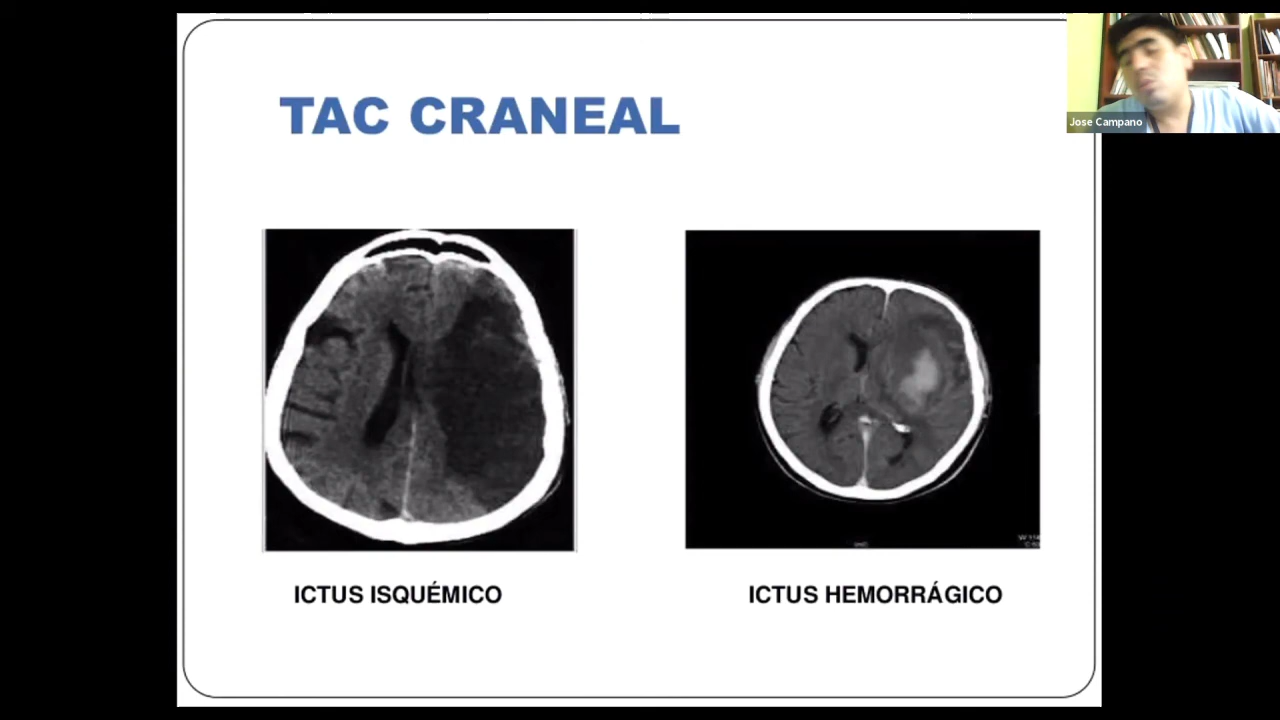 TAC CRANEAL
Jose Campano
ICTUS ISQUÉMICO
ICTUS HEMORRÁGICO